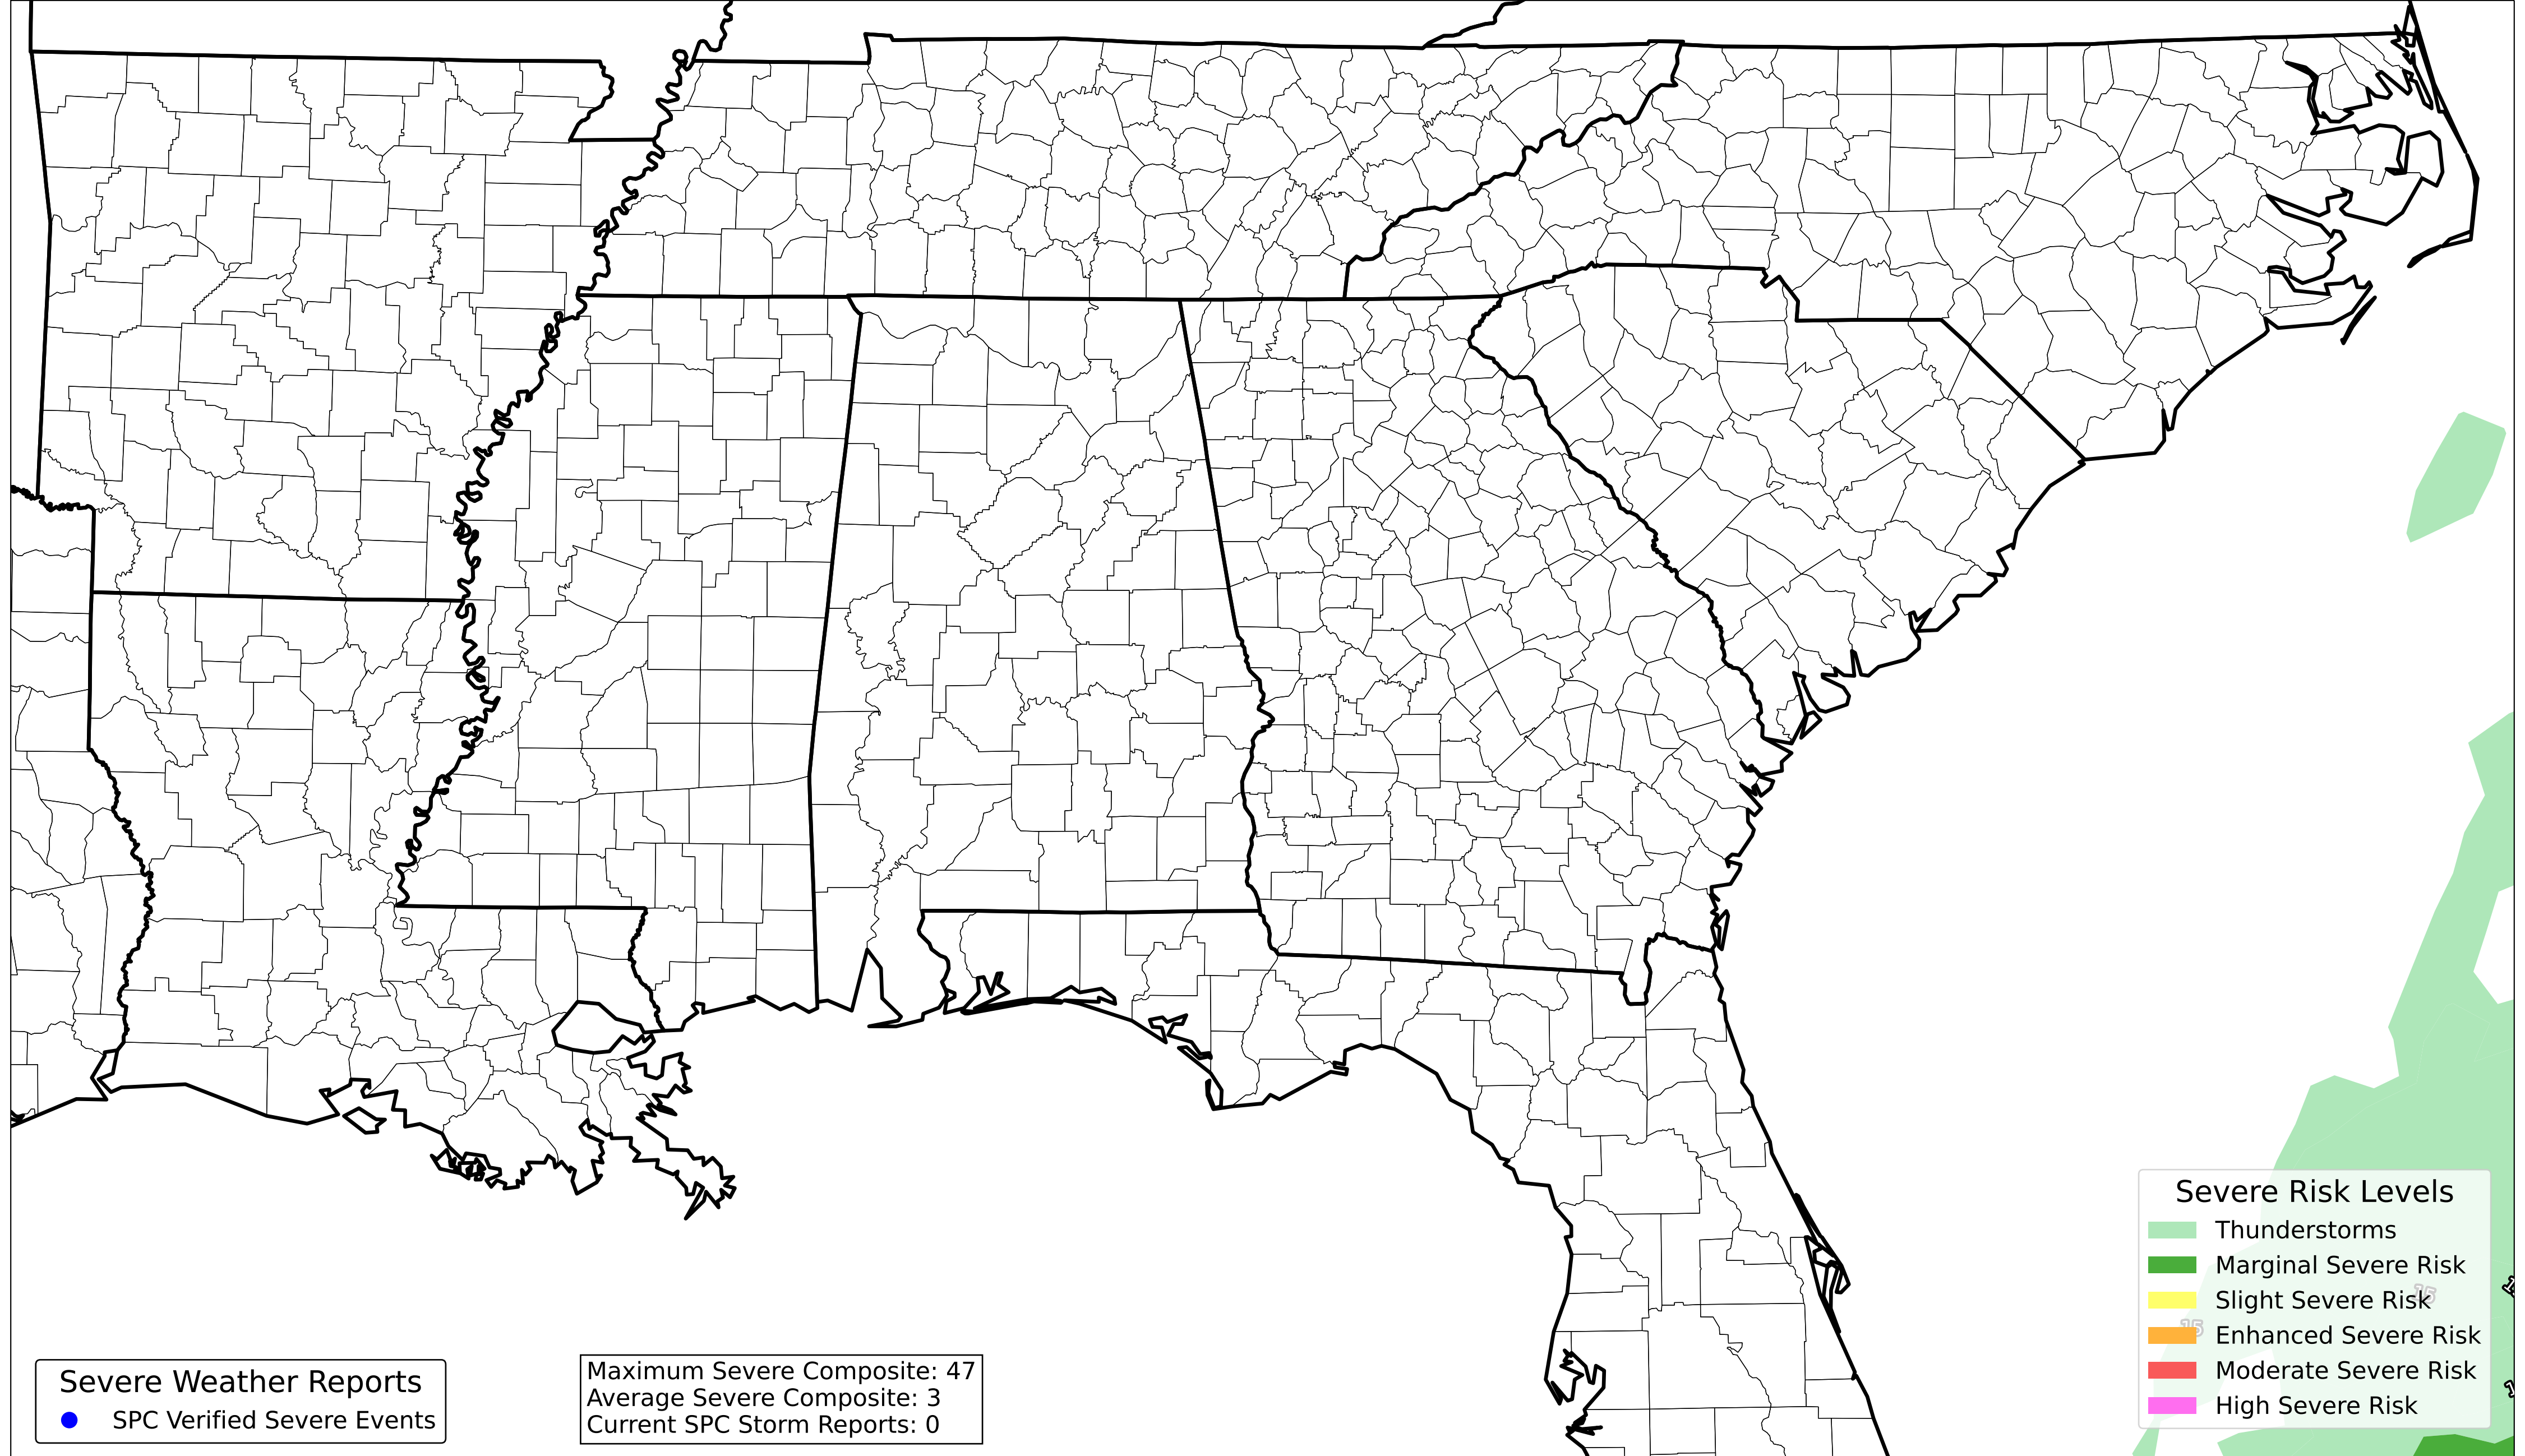 Severe Risk Levels
Thunderstorms
Marginal Severe Risk
Slight Severe Risk
Enhanced Severe Risk
Moderate Severe Risk
High Severe Risk
15
15
Severe Weather Reports
SPC Verified Severe Events
Maximum Severe Composite: 47
Average Severe Composite: 3
Current SPC Storm Reports: 0